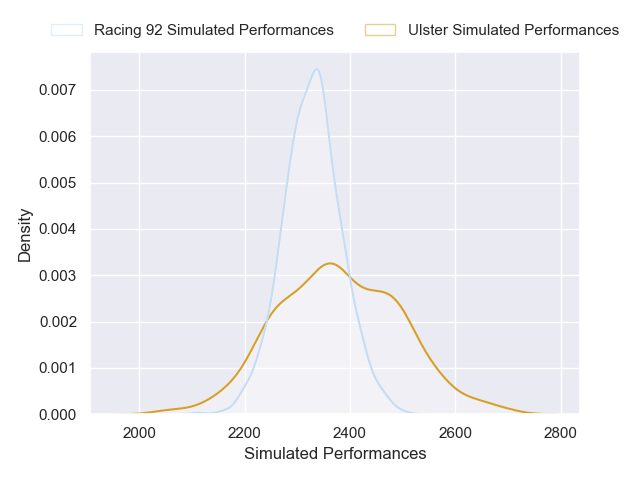 Racing 92 Simulated Performances Ulster Simulated Performances
0.007
0.006
0.005
0.004
0.003
0.002
0.001
0.000
Density
2000 2200 2400 2600 2800
Simulated Performances